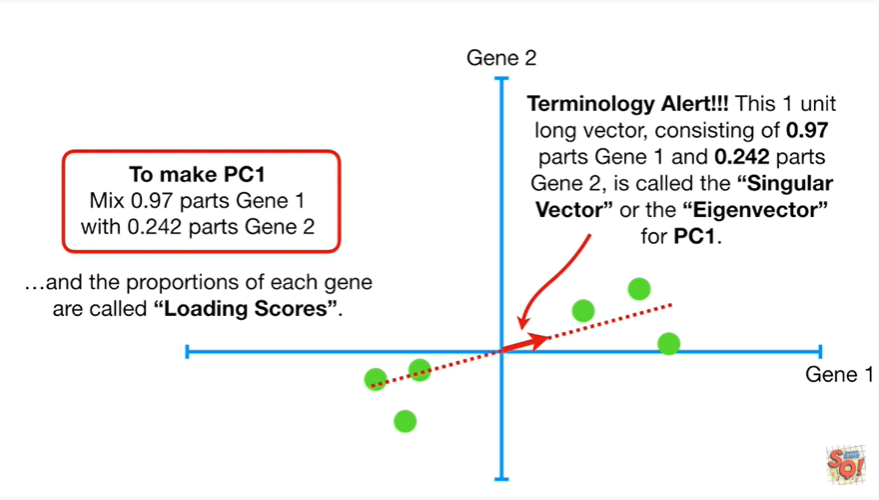 Gene 2
Terminology Alert!!! This 1 unit
long vector, consisting of 0.97
parts Gene 1 and 0.242 parts
Gene 2, is called the “Singular
Vector” or the “Eigenvector”
for PC1.
To make PC1
Mix 0.97 parts Gene 1
with 0.242 parts Gene 2
…and the proportions of each gene
are called “Loading Scores”.
Gene 1
SQ!